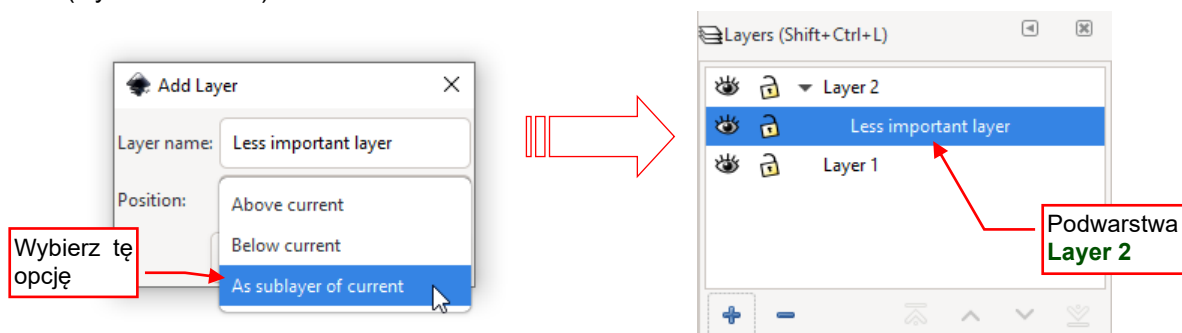 Layers (Shift+Ctrl+L)
Add Layer
Layer name: Less important layer
Position:
Above current
Below current
As sublayer of current
Wybierz tę
opcję
Layer 2
Less important layer
Layer 1
Podwarstwa
Layer 2